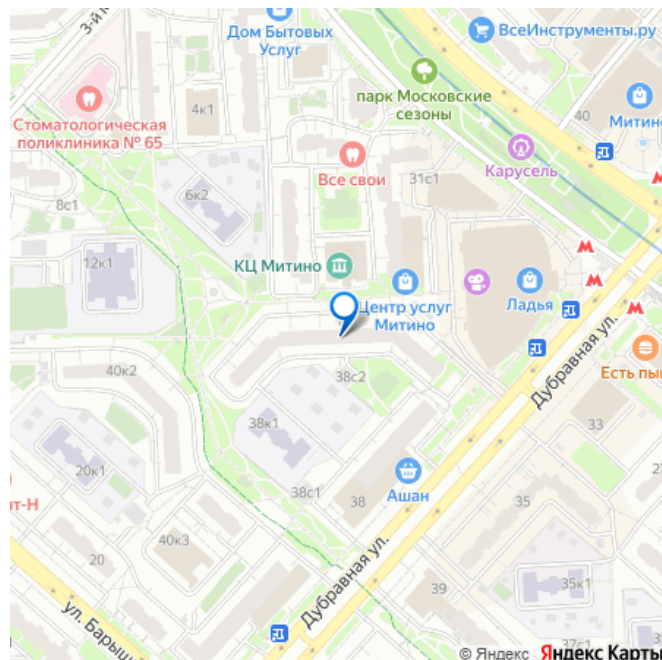 3-й М
Дом Бытовых
Услуг
ВсеИнструменты.ру
парк Московские
сезоны
40
Митино
Стоматологическая
поликлиника № 65
4к1
Все свои
31с1
Карусель
6к2
8с1
12к1
КЦ Митино
Центр услуг
Митино
Ладья
Дубравная ул.
Есть пы
40к2
38с2
38к1
33
20к1
38с1
38
Ашан
35
т-Н
40к3
20
39
35к1
Дубравная ул.
ул. Барыш
37с1
© Яндекс Яндекс Карты